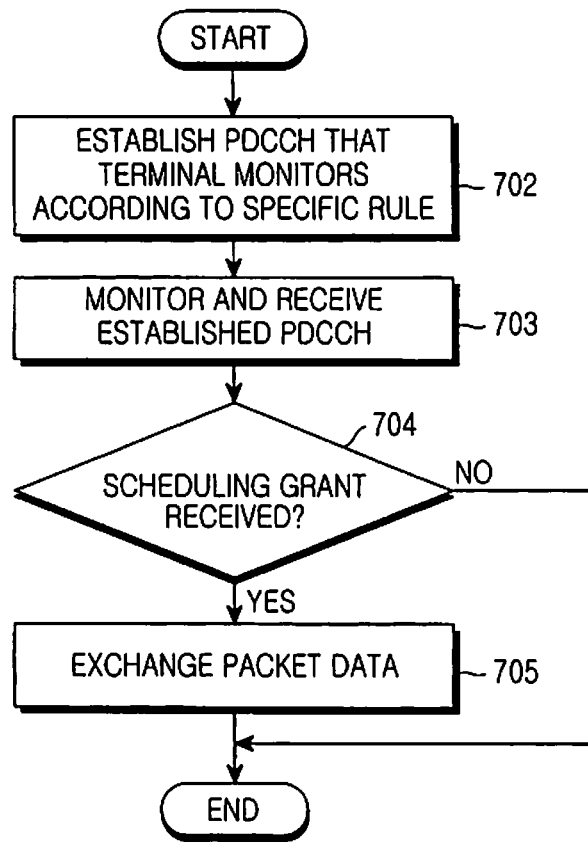 START
ESTABLISH PDCCH THAT
TERMINAL MONITORS
ACCORDING TO SPECIFIC RULE
702
MONITOR AND RECEIVE
ESTABLISHED PDCCH
703
704
SCHEDULING GRANT
RECEIVED?
NO
YES
EXCHANGE PACKET DATA
705
END